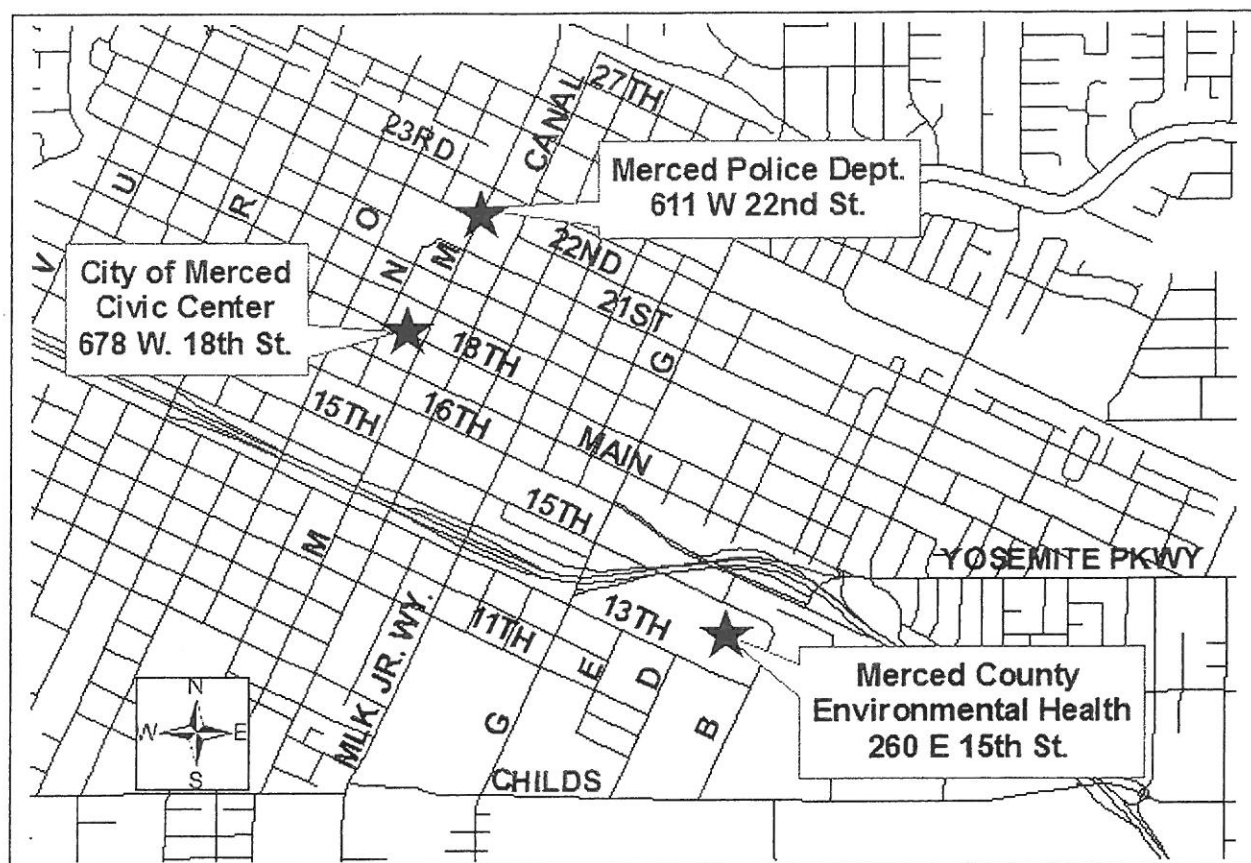 27TH
CANAL
23RD
Merced Police Dept.
611 W 22nd St.
U
R
O
V
N
M
22ND
City of Merced
Civic Center
678 W. 18th St.
21ST
G
18TH
15TH
16TH
MAIN
15TH
M
YOSEMITE PKWY
13TH
11TH
MLK JR. WY.
E
D
B
G
Merced County
Environmental Health
260 E 15th St.
N
W
E
S
CHILDS